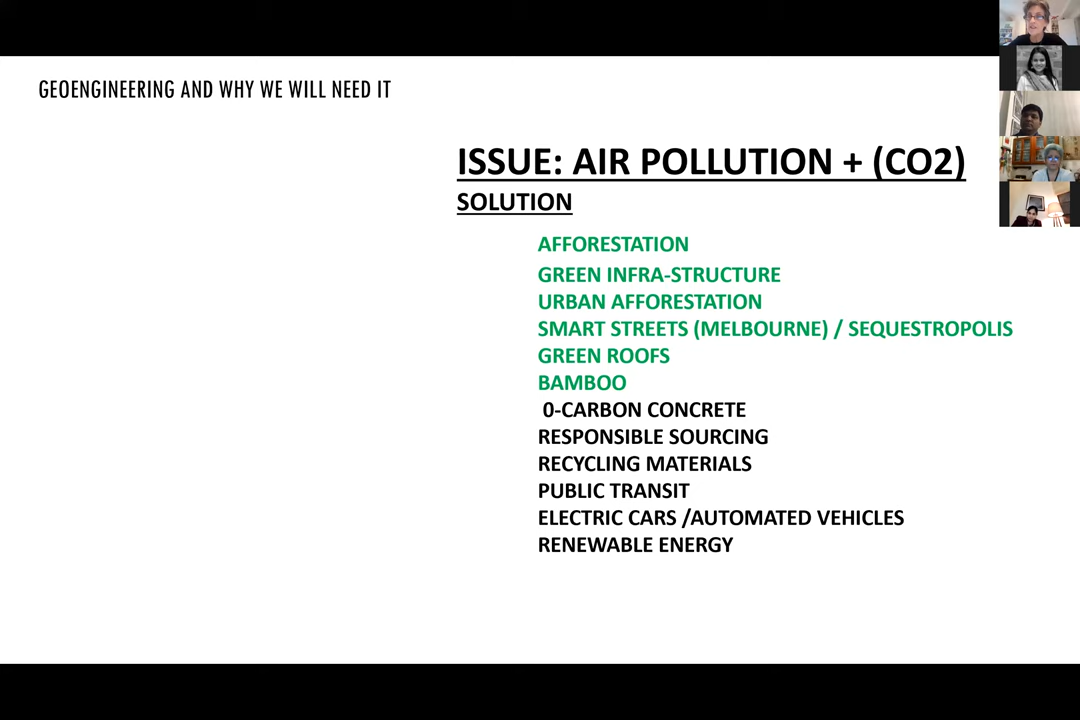 GEOENGINEERING AND WHY WE WILL NEED IT
ISSUE: AIR POLLUTION + (CO2)
SOLUTION
AFFORESTATION
GREEN INFRA-STRUCTURE
URBAN AFFORESTATION
SMART STREETS (MELBOURNE) / SEQUESTROPOLIS
GREEN ROOFS
BAMBOO
0-CARBON CONCRETE
RESPONSIBLE SOURCING
RECYCLING MATERIALS
PUBLIC TRANSIT
ELECTRIC CARS /AUTOMATED VEHICLES
RENEWABLE ENERGY